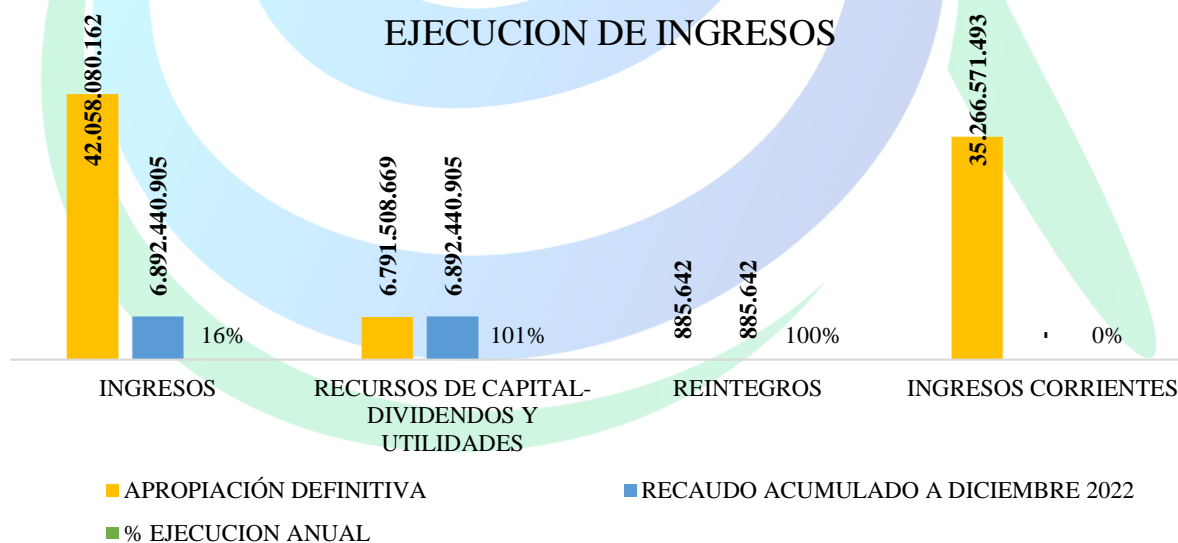 EJECUCION DE INGRESOS
42.058.080.162
6.892.440.905
16%
6.791.508.669
6.892.440.905
101%
885.642
885.642
100%
35.266.571.493
-
0%
INGRESOS
RECURSOS DE CAPITAL-
DIVIDENDOS Y
UTILIDADES
REINTEGROS
INGRESOS CORRIENTES
APROPIACIÓN DEFINITIVA
RECAUDO ACUMULADO A DICIEMBRE 2022
% EJECUCION ANUAL